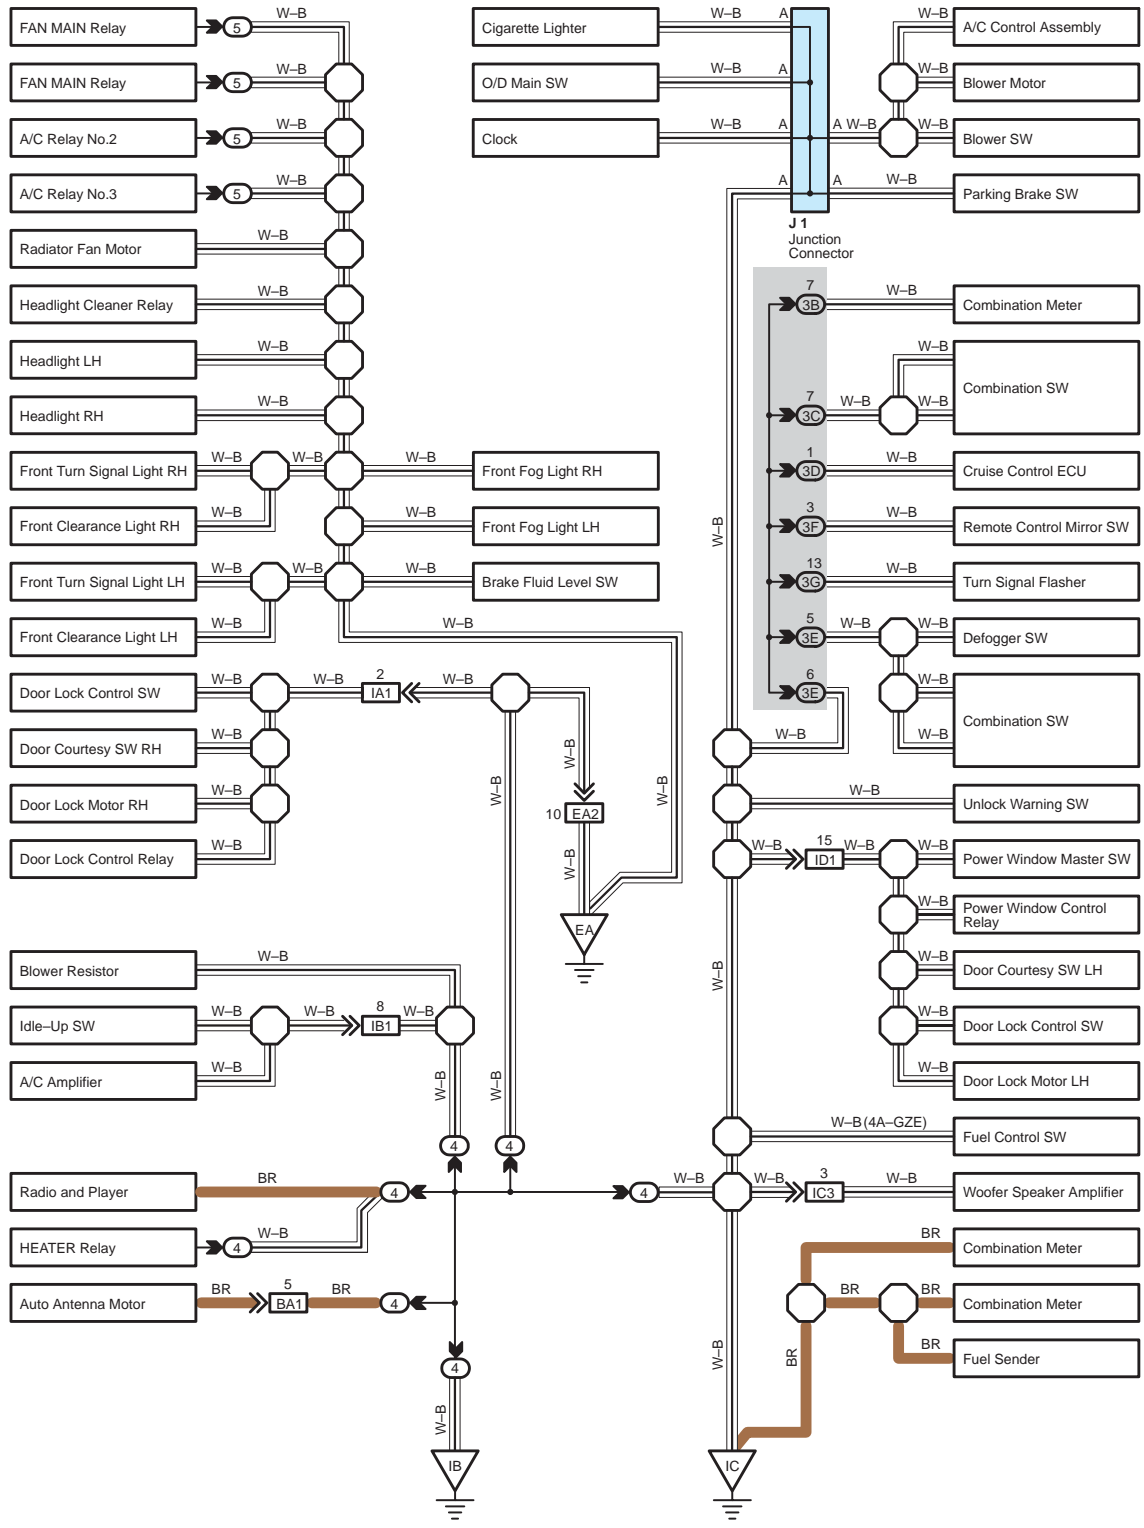 FAN MAIN Relay
5
W–B
Cigarette Lighter
W–B
A
W–B
A/C Control Assembly
FAN MAIN Relay
5
W–B
O/D Main SW
W–B
A
W–B
Blower Motor
A/C Relay No.2
5
W–B
Clock
W–B
A
A W–B
W–B
Blower SW
A/C Relay No.3
5
W–B
A
A
W–B
Parking Brake SW
J 1
Junction
Connector
Radiator Fan Motor
W–B
Headlight Cleaner Relay
W–B
7
3B
W–B
Combination Meter
Headlight LH
W–B
W–B
Combination SW
Headlight RH
W–B
7
3C
W–B
W–B
Front Turn Signal Light RH
W–B
W–B
W–B
Front Fog Light RH
1
3D
W–B
Cruise Control ECU
Front Clearance Light RH
W–B
W–B
Front Fog Light LH
W–B
3
3F
W–B
Remote Control Mirror SW
Front Turn Signal Light LH
W–B
W–B
W–B
Brake Fluid Level SW
13
3G
W–B
Turn Signal Flasher
Front Clearance Light LH
W–B
W–B
5
3E
W–B
W–B
Defogger SW
Door Lock Control SW
W–B
W–B
2
IA1
W–B
6
3E
W–B
Combination SW
Door Courtesy SW RH
W–B
W–B
W–B
W–B
Door Lock Motor RH
W–B
W–B
W–B
10
EA2
W–B
Unlock Warning SW
Door Lock Control Relay
W–B
W–B
W–B
15
ID1
W–B
W–B
Power Window Master SW
EA
W–B
Power Window Control
Relay
Blower Resistor
W–B
W–B
W–B
Door Courtesy SW LH
Idle–Up SW
W–B
W–B
8
IB1
W–B
W–B
Door Lock Control SW
A/C Amplifier
W–B
W–B
W–B
Door Lock Motor LH
4
4
W–B (4A–GZE)
Fuel Control SW
Radio and Player
BR
4
4
W–B
W–B
3
IC3
W–B
Woofer Speaker Amplifier
HEATER Relay
4
W–B
BR
Combination Meter
Auto Antenna Motor
BR
5
BA1
BR
4
BR
BR
Combination Meter
4
W–B
BR
BR
Fuel Sender
W–B
IB
IC